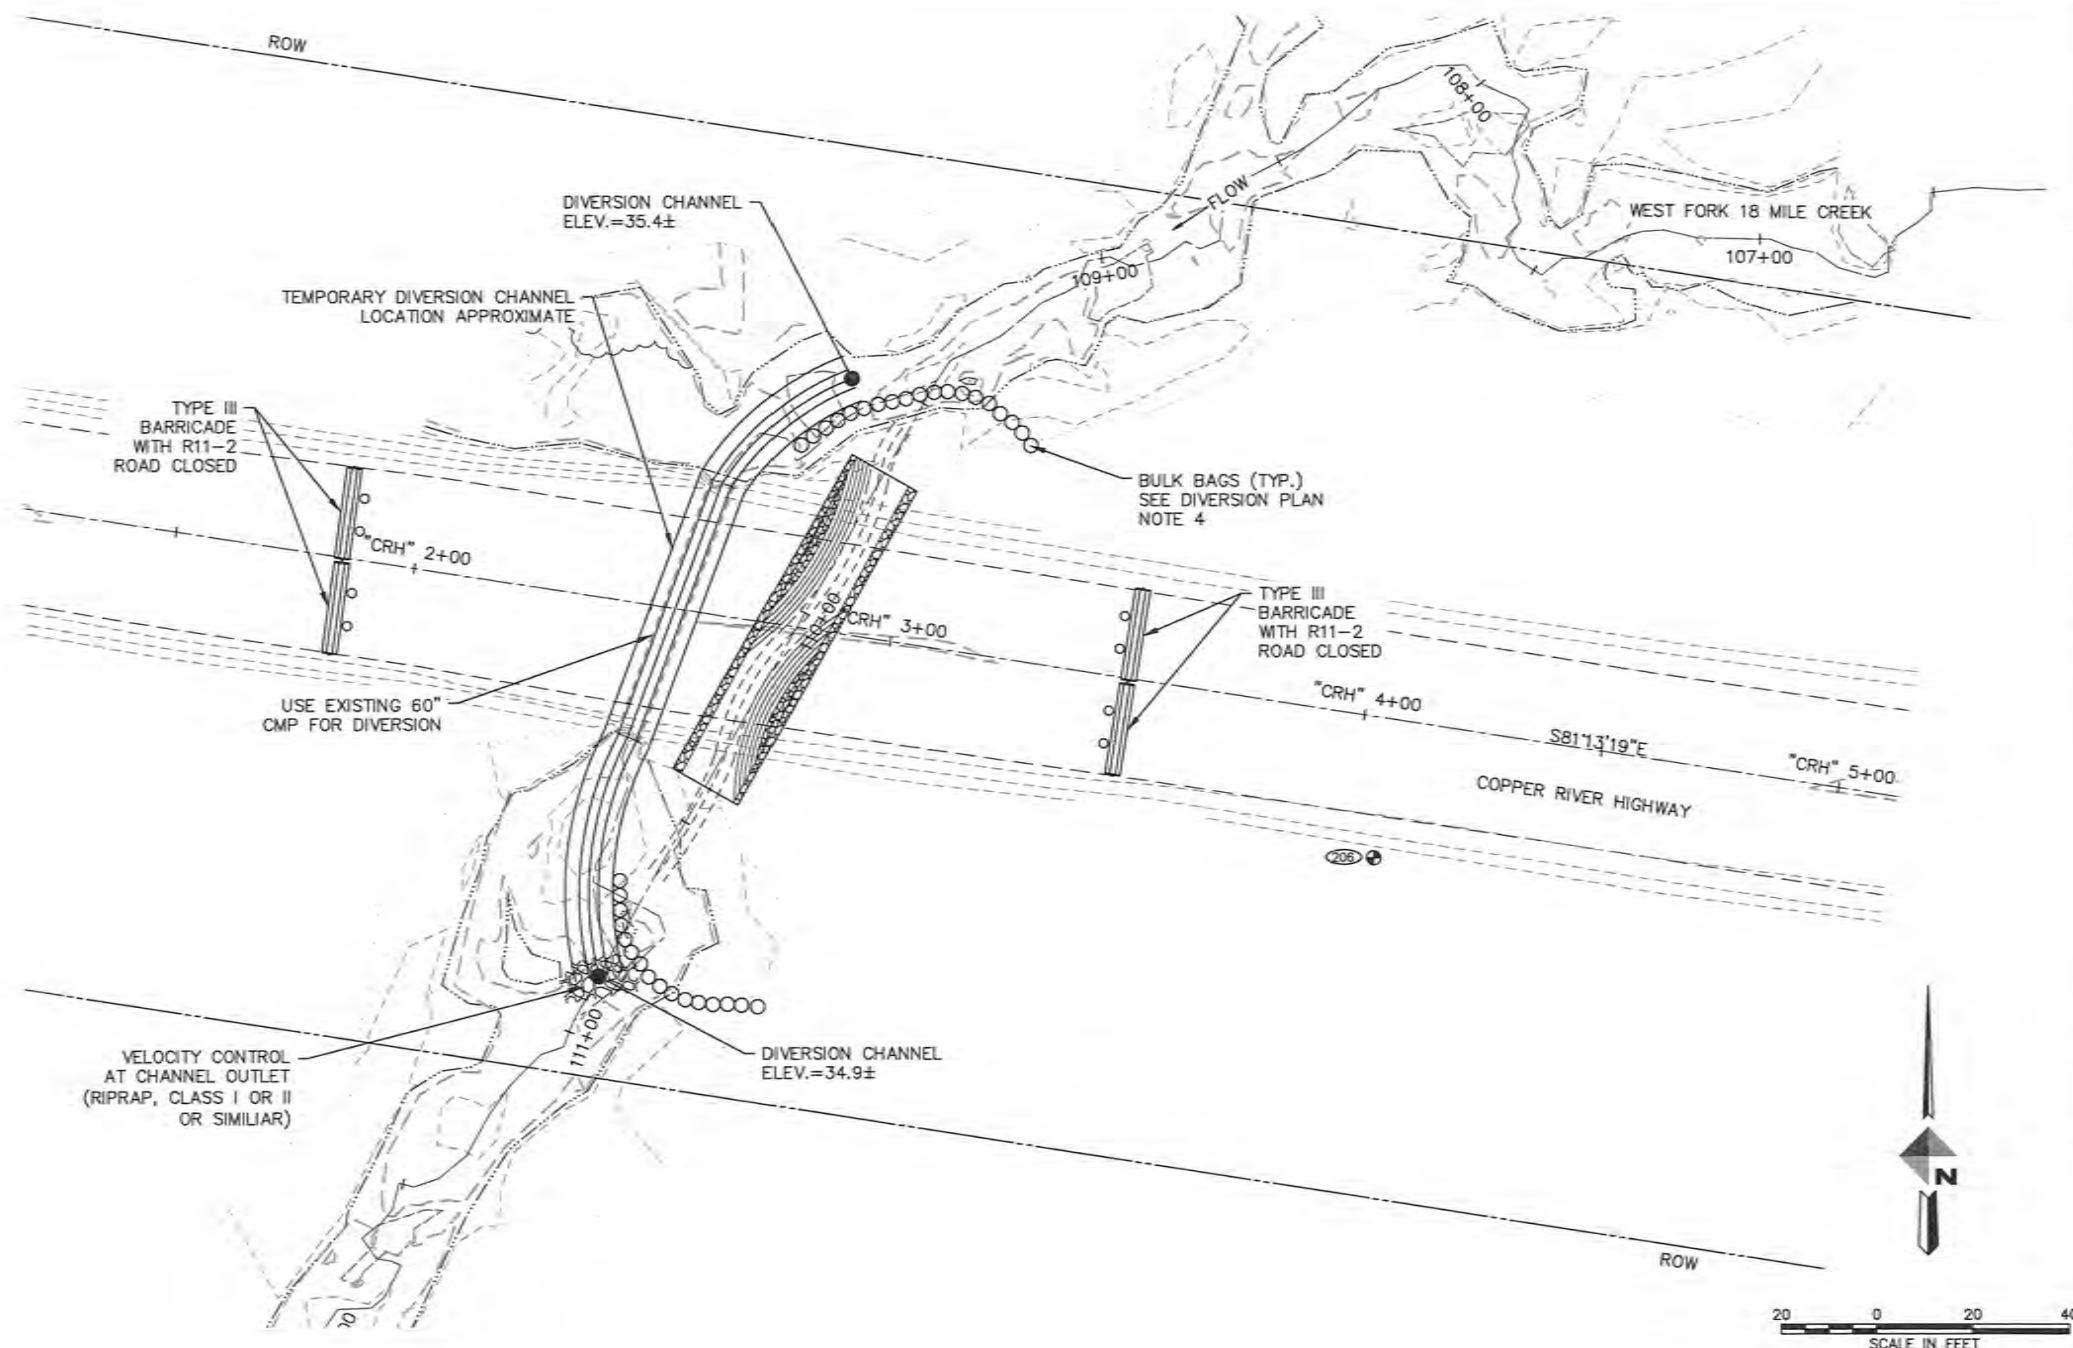 ROW
108+00
FLOW
WEST FORK 18 MILE CREEK
107+00
109+00
DIVERSION CHANNEL
ELEV.=35.4±
TEMPORARY DIVERSION CHANNEL
LOCATION APPROXIMATE
TYPE III
BARRICADE
WITH R11-2
ROAD CLOSED
BULK BAGS (TYP.)
SEE DIVERSION PLAN
NOTE 4
"CRH" 2+00
"CRH" 3+00
TYPE III
BARRICADE
WITH R11-2
ROAD CLOSED
USE EXISTING 60"
CMP FOR DIVERSION
"CRH" 4+00
S81°13'19"E
"CRH" 5+00
COPPER RIVER HIGHWAY
206
111+00
VELOCITY CONTROL
AT CHANNEL OUTLET
(RIPRAP, CLASS I OR II
OR SIMILIAR)
DIVERSION CHANNEL
ELEV.=34.9±
N
ROW
00
20 0 20 40
SCALE IN FEET